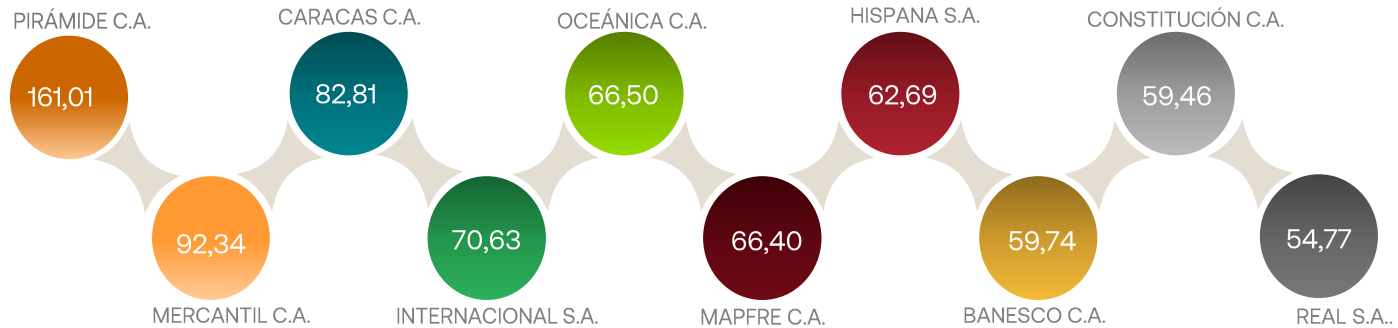 PIRÁMIDE C.A.
161,01
92,34
MERCANTIL C.A.
CARACAS C.A.
82,81
70,63
INTERNACIONAL S.A.
OCEÁNICA C.A.
66,50
66,40
MAPFRE C.A.
HISPANA S.A.
62,69
59,74
BANESCO C.A.
CONSTITUCIÓN C.A.
59,46
54,77
REAL S.A..